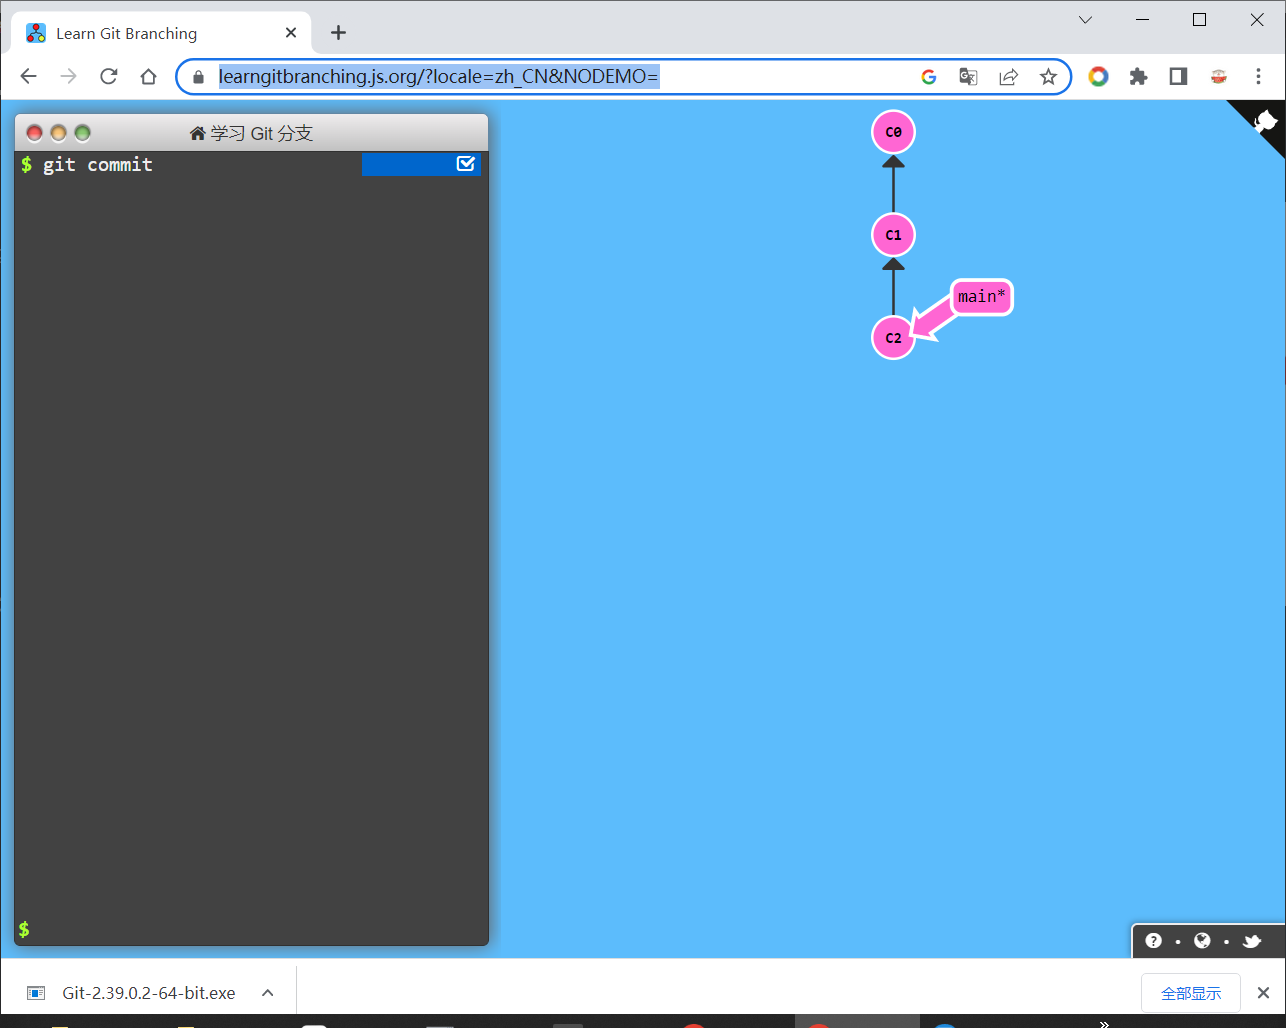 Learn Git Branching
learngitbranching.js.org/?locale=zh_CN&NODEMO=
学习 Git 分支
$ git commit
$
C0
C1
main*
C2
Git-2.39.0.2-64-bit.exe
全部显示